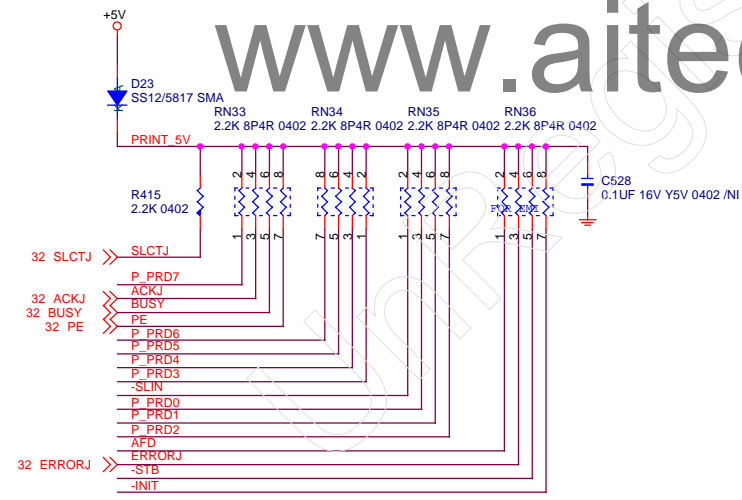 www.aite
+5V
D23
SS12/5817 SMA
RN33
2.2K 8P4R 0402
RN34
2.2K 8P4R 0402
RN35
2.2K 8P4R 0402
RN36
2.2K 8P4R 0402
PRINT_5V
2 4 6 8
8 6 4 2
2 4 6 8
2 4 6 8
R415
2.2K 0402
FOR EMI
C528
0.1UF 16V Y5V 0402 /NI
1 3 5 7
7 5 3 1
1 3 5 7
1 3 5 7
32 SLCTJ
SLCTJ
P_PRD7
32 ACKJ
ACKJ
32 BUSY
BUSY
32 PE
PE
P_PRD6
P_PRD5
P_PRD4
P_PRD3
-SLIN
P_PRD0
P_PRD1
P_PRD2
AFD
32 ERRORJ
ERRORJ
-STB
-INIT